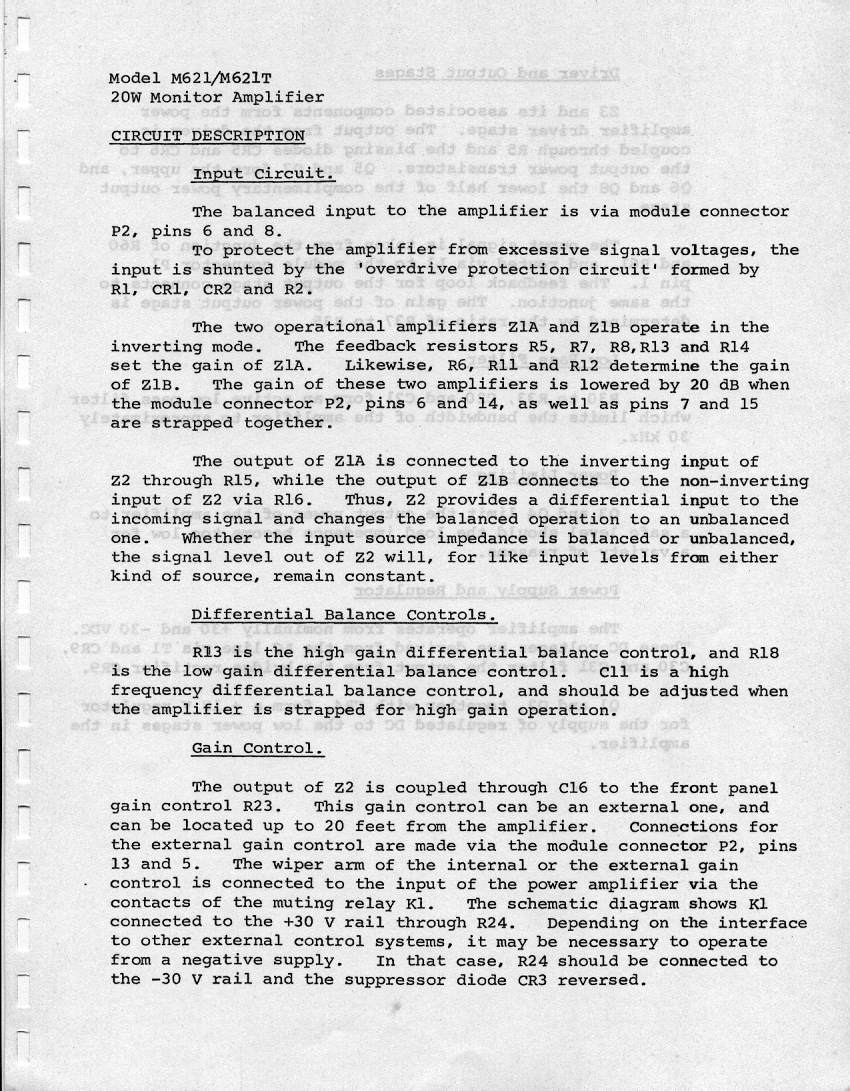 Model M621/M621T
20W Monitor Amplifier
CIRCUIT DESCRIPTION
Input Circuit.
The balanced input to the amplifier is via module connector
P2, pins 6 and 8.
To protect the amplifier from excessive signal voltages, the
input is shunted by the 'overdrive protection circuit' formed by
R1, CR1, CR2 and R2.
The two operational amplifiers Z1A and Z1B operate in the
inverting mode. The feedback resistors R5, R7, R8,R13 and R14
set the gain of Z1A. Likewise, R6, R11 and R12 determine the gain
of Z1B. The gain of these two amplifiers is lowered by 20 dB when
the module connector P2, pins 6 and 14, as well as pins 7 and 15
are strapped together.
The output of Z1A is connected to the inverting input of
Z2 through R15, while the output of Z1B connects to the non-inverting
input of Z2 via R16. Thus, Z2 provides a differential input to the
incoming signal and changes the balanced operation to an unbalanced
one. Whether the input source impedance is balanced or unbalanced,
the signal level out of Z2 will, for like input levels from either
kind of source, remain constant.
Differential Balance Controls.
R13 is the high gain differential balance control, and R18
is the low gain differential balance control. C11 is a high
frequency differential balance control, and should be adjusted when
the amplifier is strapped for high gain operation.
Gain Control.
The output of Z2 is coupled through C16 to the front panel
gain control R23. This gain control can be an external one, and
can be located up to 20 feet from the amplifier. Connections for
the external gain control are made via the module connector P2, pins
13 and 5. The wiper arm of the internal or the external gain
control is connected to the input of the power amplifier via the
contacts of the muting relay K1. The schematic diagram shows K1
connected to the +30 V rail through R24. Depending on the interface
to other external control systems, it may be necessary to operate
from a negative supply. In that case, R24 should be connected to
the -30 V rail and the suppressor diode CR3 reversed.